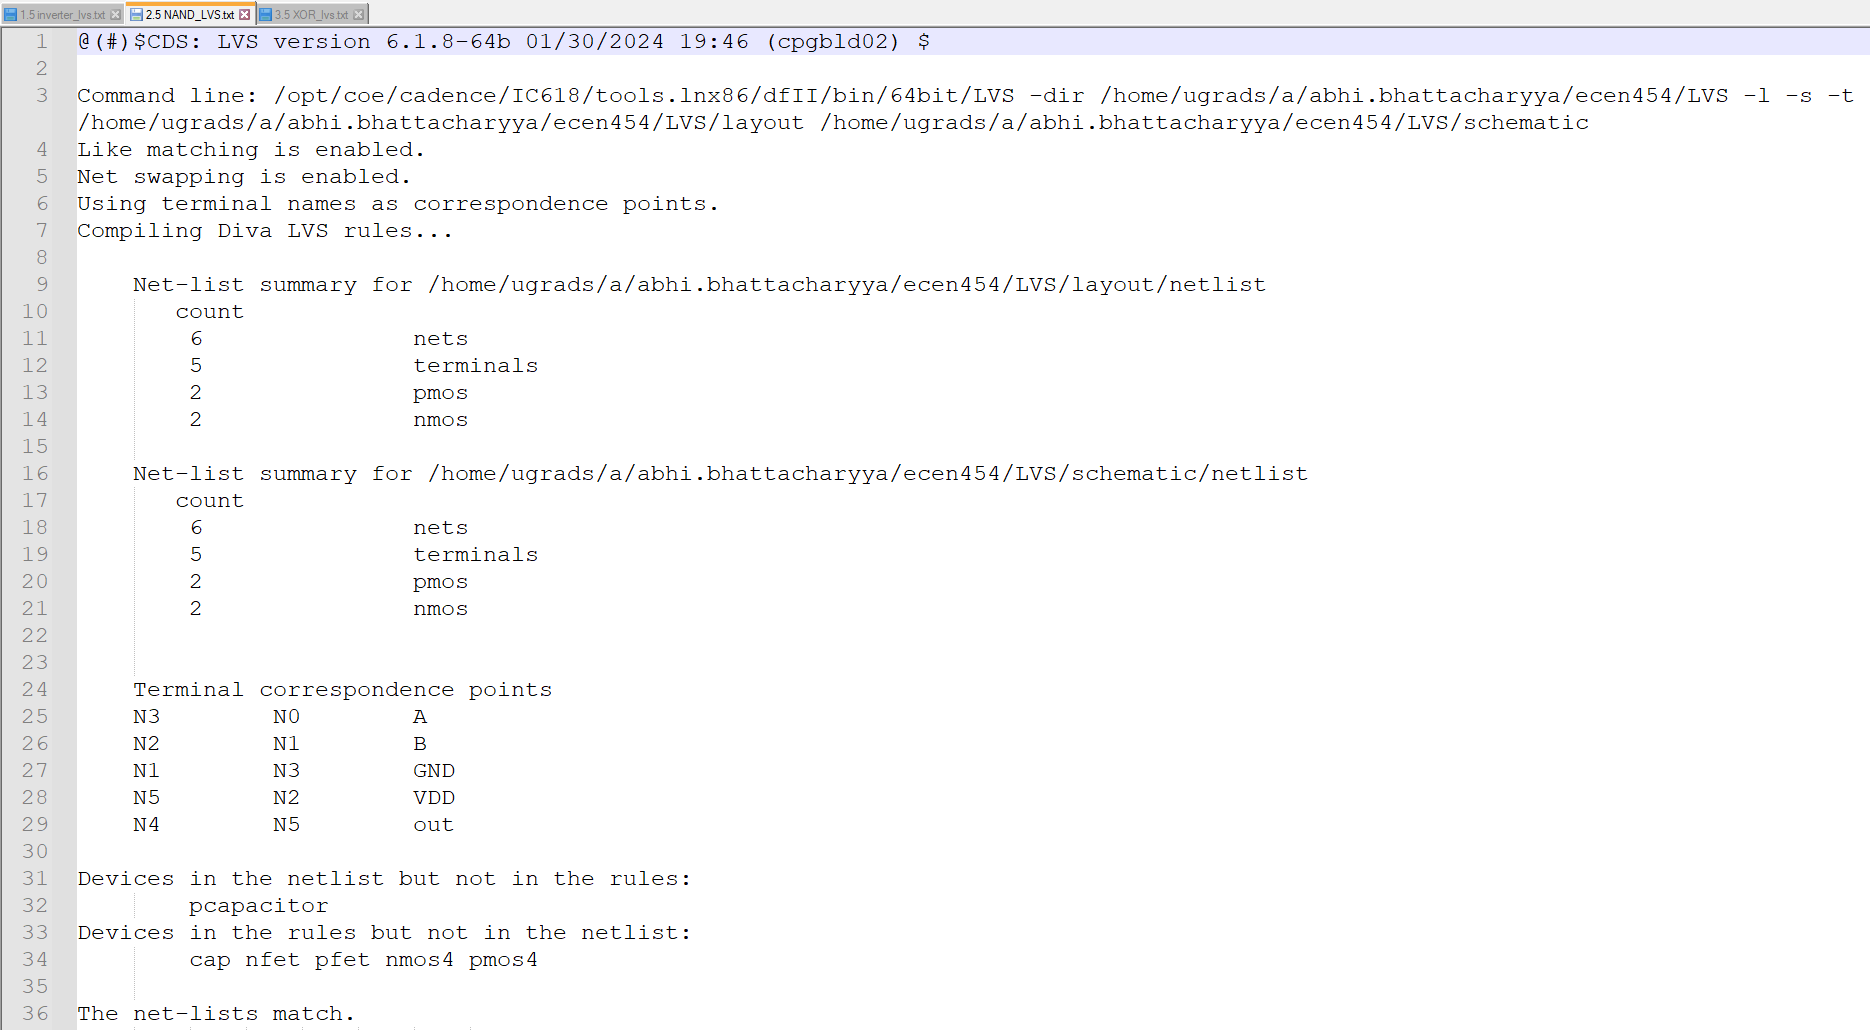 1.5 inverter_lvs.txt 2.5 NAND_LVS.txt 3.5 XOR_lvs.txt
1 @(#)$CDS: LVS version 6.1.8-64b 01/30/2024 19:46 (cpgbld02) $
2
3 Command line: /opt/coe/cadence/IC618/tools.lnx86/dfII/bin/64bit/LVS -dir /home/ugrads/a/abhi.bhattacharyya/ecen454/LVS -l -s -t
/home/ugrads/a/abhi.bhattacharyya/ecen454/LVS/layout /home/ugrads/a/abhi.bhattacharyya/ecen454/LVS/schematic
4 Like matching is enabled.
5 Net swapping is enabled.
6 Using terminal names as correspondence points.
7 Compiling Diva LVS rules...
8
9 Net-list summary for /home/ugrads/a/abhi.bhattacharyya/ecen454/LVS/layout/netlist
10 count
11 6 nets
12 5 terminals
13 2 pmos
14 2 nmos
15
16 Net-list summary for /home/ugrads/a/abhi.bhattacharyya/ecen454/LVS/schematic/netlist
17 count
18 6 nets
19 5 terminals
20 2 pmos
21 2 nmos
22
23
24 Terminal correspondence points
25 N3 N0 A
26 N2 N1 B
27 N1 N3 GND
28 N5 N2 VDD
29 N4 N5 out
30
31 Devices in the netlist but not in the rules:
32 pcapacitor
33 Devices in the rules but not in the netlist:
34 cap nfet pfet nmos4 pmos4
35
36 The net-lists match.